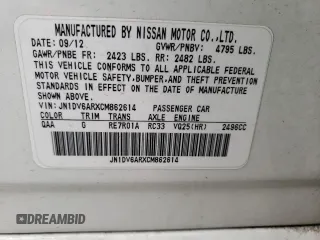 MANUFACTURED BY NISSAN MOTOR CO.,LTD.
DATE: 09/12 GVWR/PNBV: 4795 LBS.
GAWR/PNBE FR: 2423 LBS. RR: 2482 LBS.
THIS VEHICLE CONFORMS TO ALL APPLICABLE
FEDERAL MOTOR VEHICLE SAFETY, BUMPER, AND THEFT PREVENTION
STANDARDS IN EFFECT ON THE DATE OF MANUFACTURE
SHOWN ABOVE.
VIN: JN1DV6ARXCM862614 PASSENGER CAR
COLOR TRIM TRANS AXLE ENGINE
QAA G RE7R01A RC33 VQ25(HR) 2496CC
JN1DV6ARXCM862614
AUTOBIDMASTER